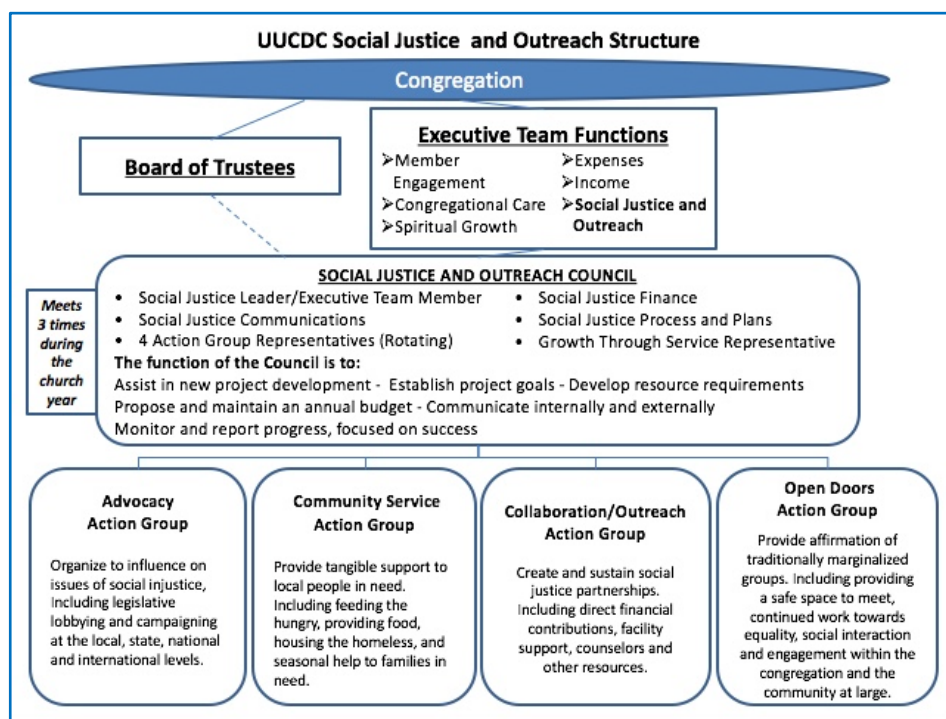 UUCDC Social Justice and Outreach Structure
Congregation
Board of Trustees
Executive Team Functions
➢Member
Engagement
➢Congregational Care
➢Spiritual Growth
➢Expenses
➢Income
➢Social Justice and
Outreach
Meets
3 times
during
the
church
year
SOCIAL JUSTICE AND OUTREACH COUNCIL
• Social Justice Leader/Executive Team Member
• Social Justice Communications
• 4 Action Group Representatives (Rotating)
• Social Justice Finance
• Social Justice Process and Plans
• Growth Through Service Representative
The function of the Council is to:
Assist in new project development - Establish project goals - Develop resource requirements
Propose and maintain an annual budget - Communicate internally and externally
Monitor and report progress, focused on success
Advocacy
Action Group
Organize to influence on
issues of social injustice,
Including legislative
lobbying and campaigning
at the local, state, national
and international levels.
Community Service
Action Group
Provide tangible support to
local people in need.
Including feeding the
hungry, providing food,
housing the homeless, and
seasonal help to families in
need.
Collaboration/Outreach
Action Group
Create and sustain social
justice partnerships.
Including direct financial
contributions, facility
support, counselors and
other resources.
Open Doors
Action Group
Provide affirmation of
traditionally marginalized
groups. Including providing
a safe space to meet,
continued work towards
equality, social interaction
and engagement within the
congregation and the
community at large.